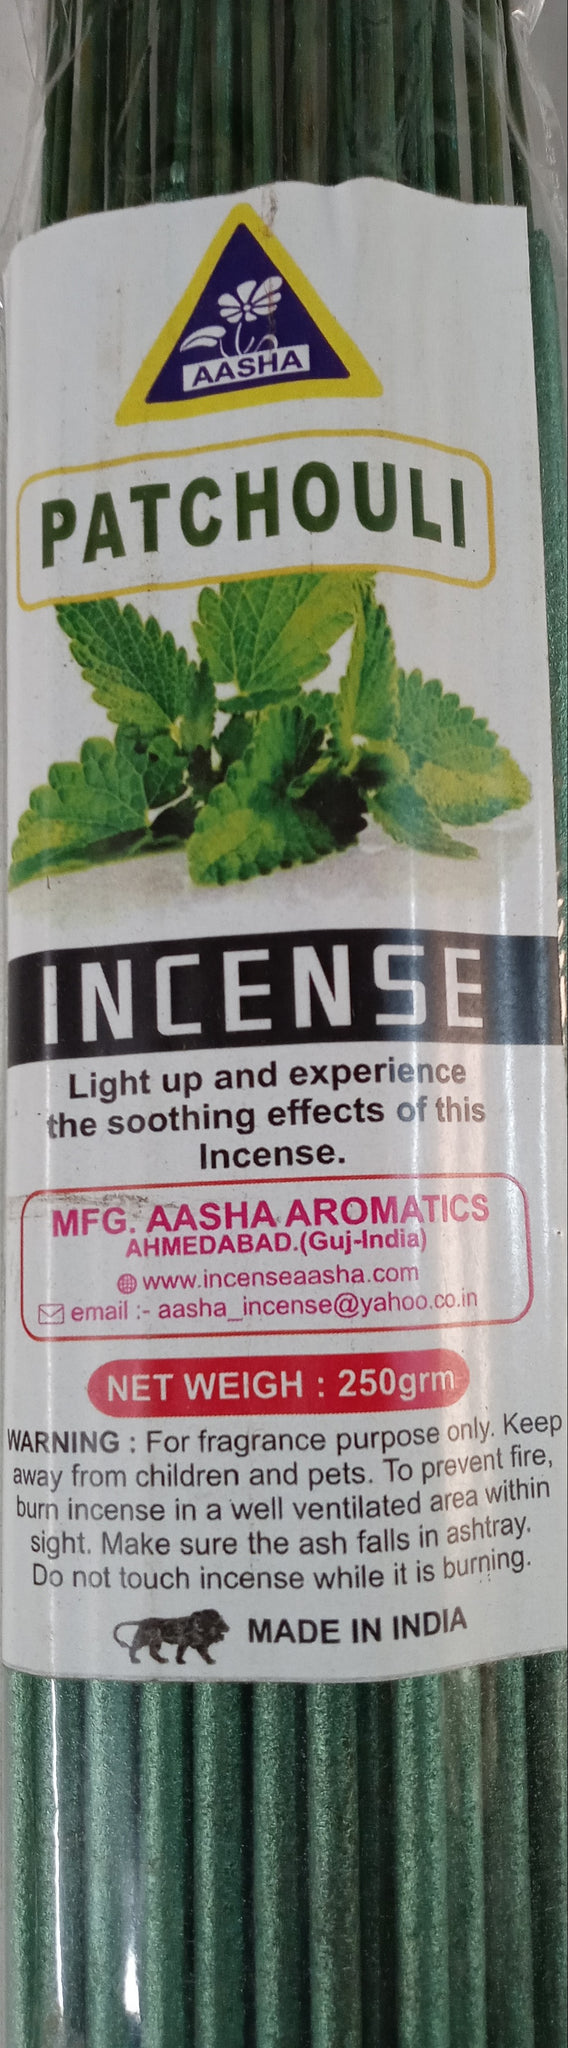 AASHA
PATCHOULI
INCENSE
Light up and experience
the soothing effects of this
Incense.
MFG. AASHA AROMATICS
AHMEDABAD.(Guj-India)
www.incenseaasha.com
email :- aasha_incense@yahoo.co.in
NET WEIGH : 250grm
WARNING : For fragrance purpose only. Keep
away from children and pets. To prevent fire,
burn incense in a well ventilated area within
sight. Make sure the ash falls in ashtray.
Do not touch incense while it is burning.
MADE IN INDIA